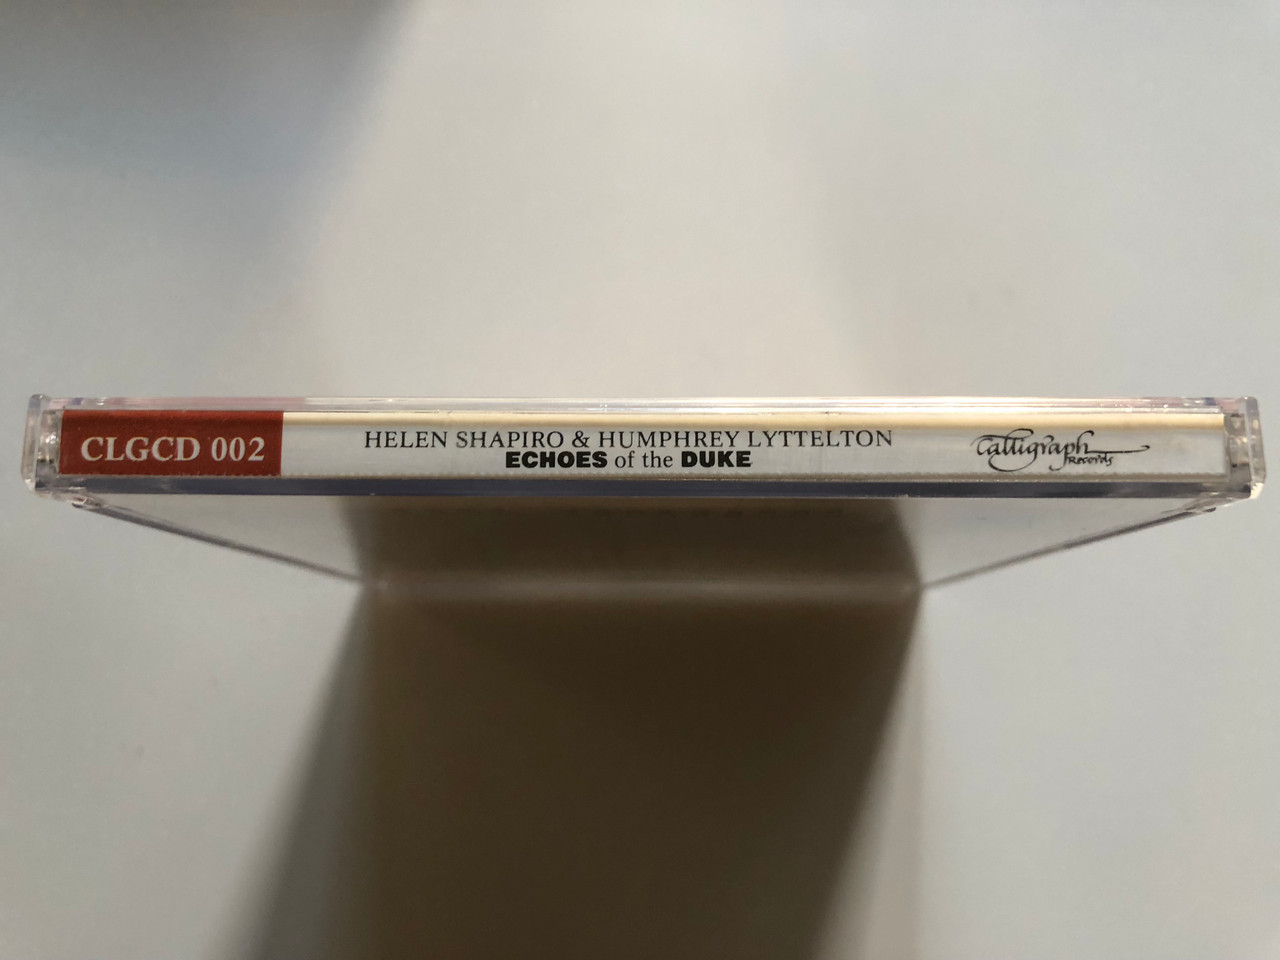 CLGCD 002
HELEN SHAPIRO & HUMPHREY LYTTELTON
ECHOES of the DUKE
Calligraph
Records